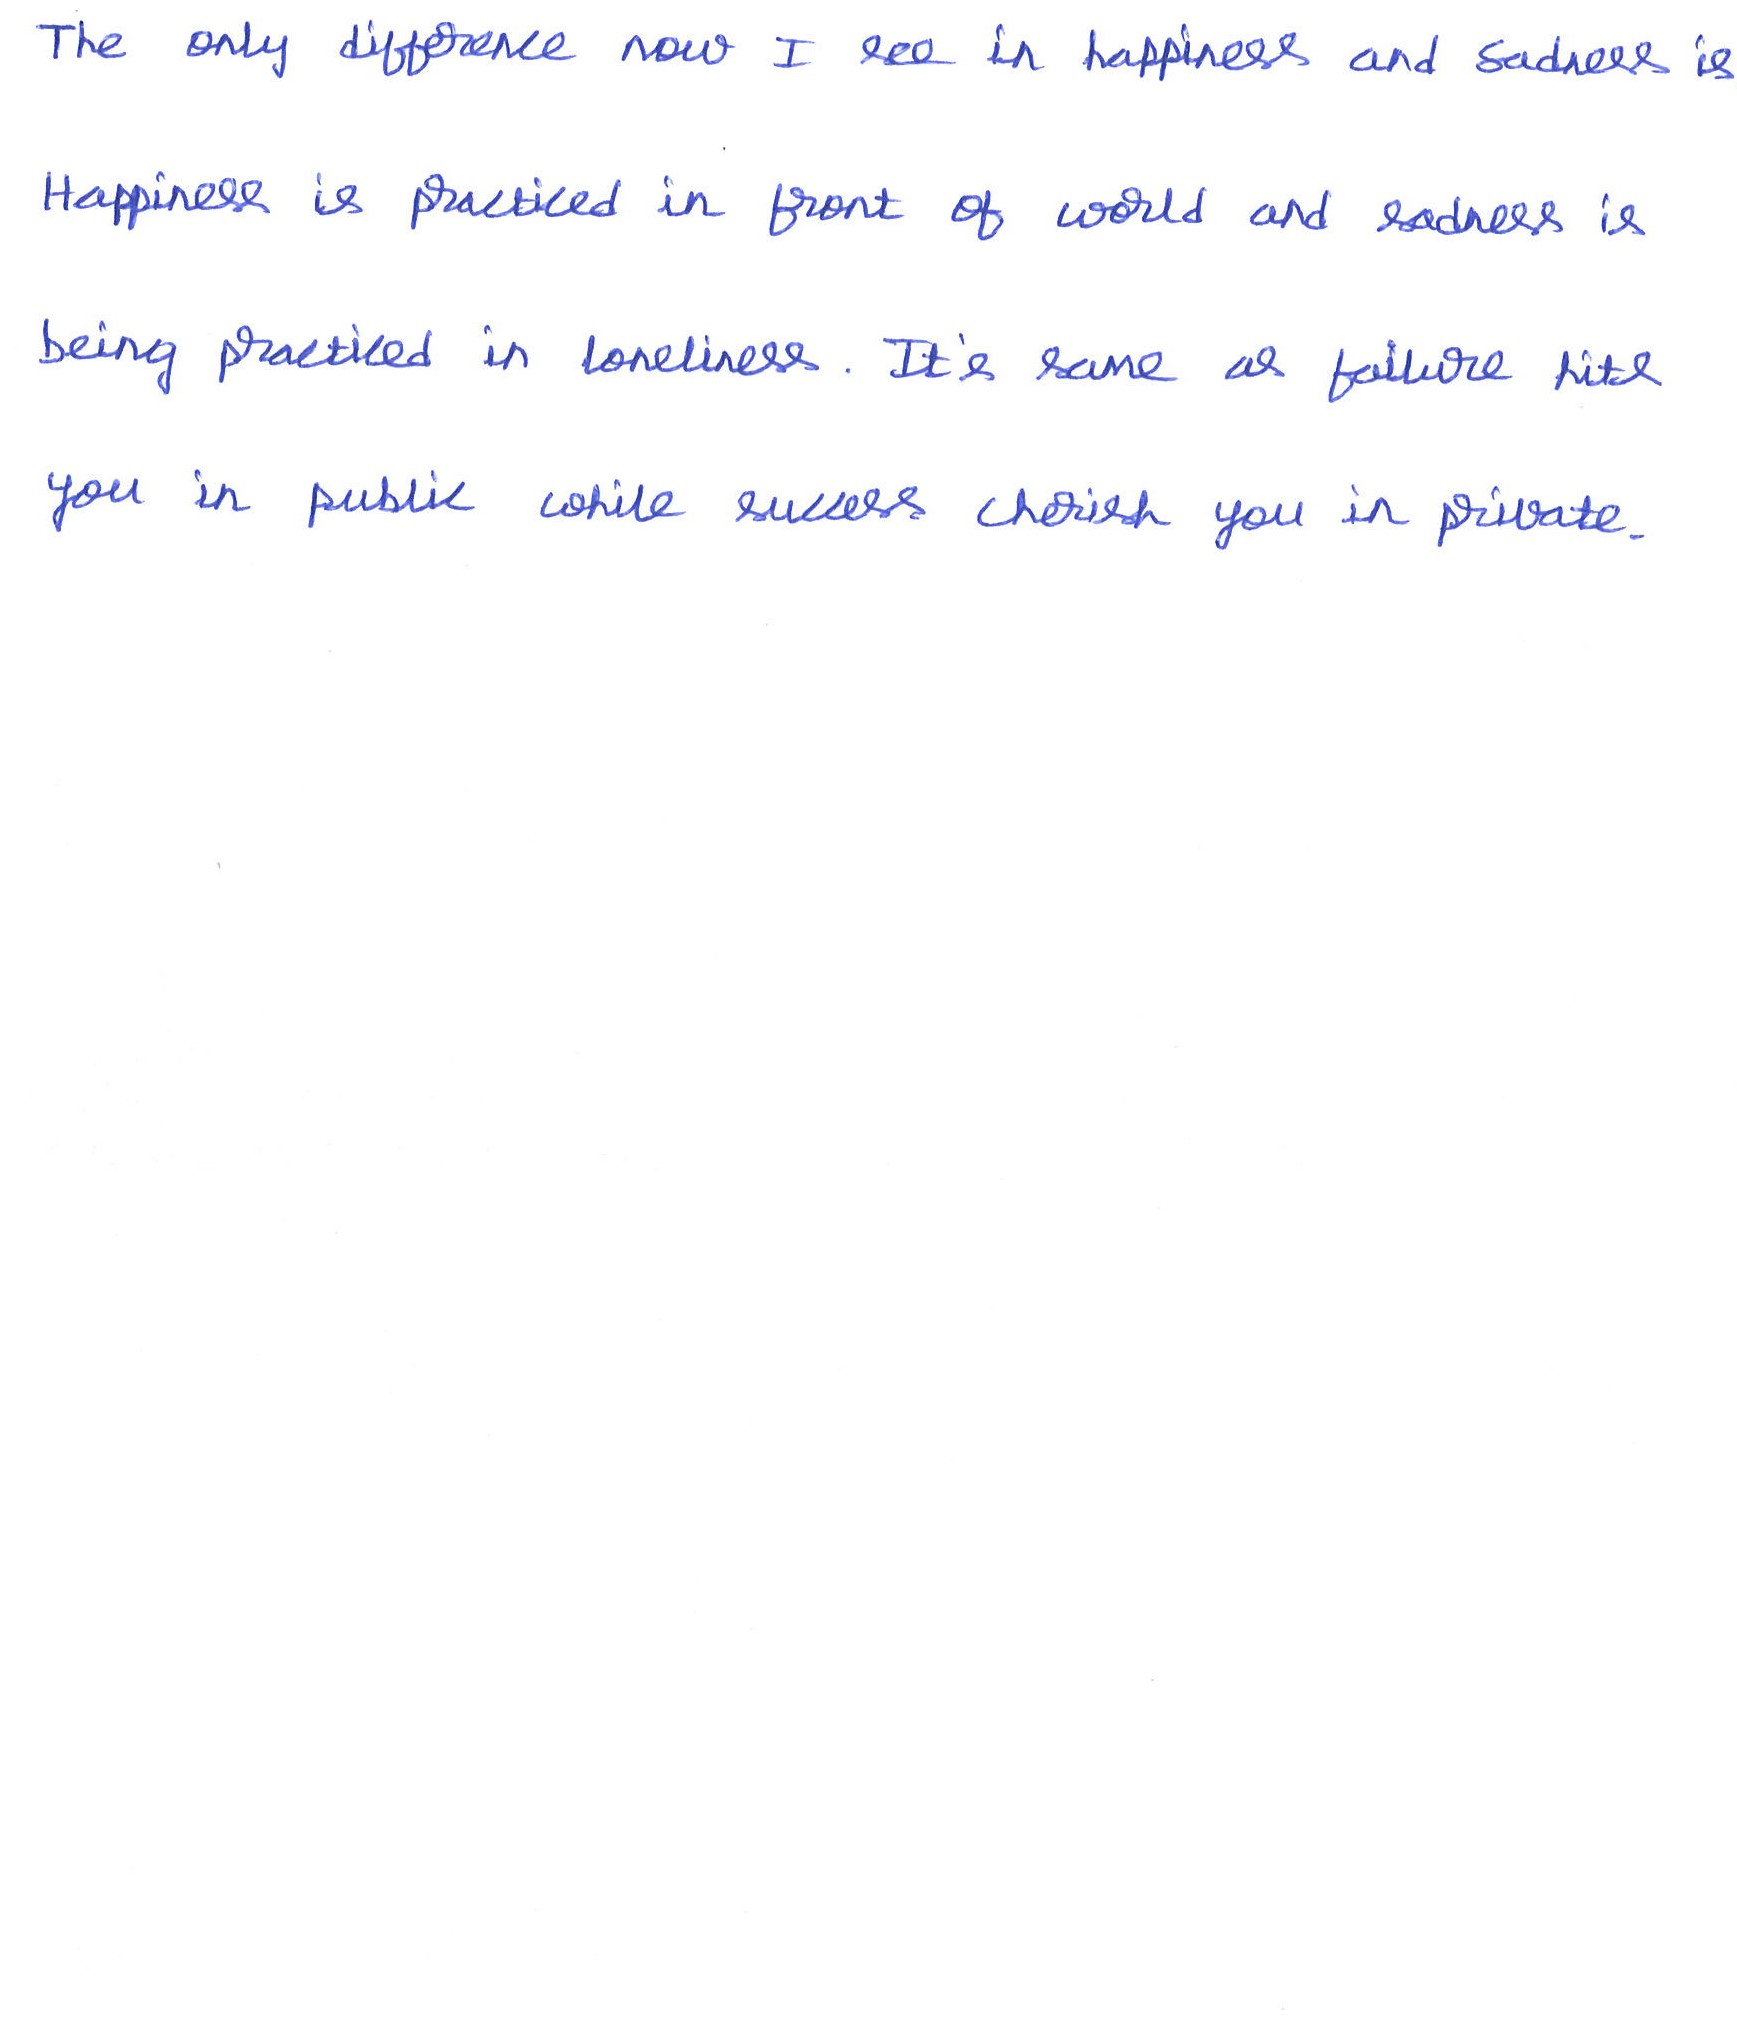 The only difference now I see in happiness and sadness is
Happiness is practiced in front of world and sadness is
being practiced in loneliness. It's same as failure hits
you in public while success cherish you in private.